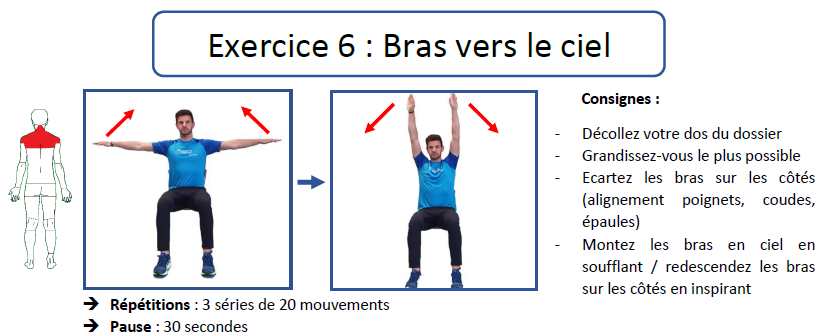 Exercice 6 : Bras vers le ciel
Consignes :
- Décollez votre dos du dossier
- Grandissez-vous le plus possible
- Ecartez les bras sur les côtés
(alignement poignets, coudes,
épaules)
- Montez les bras en ciel en
soufflant / redescendez les bras
sur les côtés en inspirant
➔ Répétitions : 3 séries de 20 mouvements
➔ Pause : 30 secondes